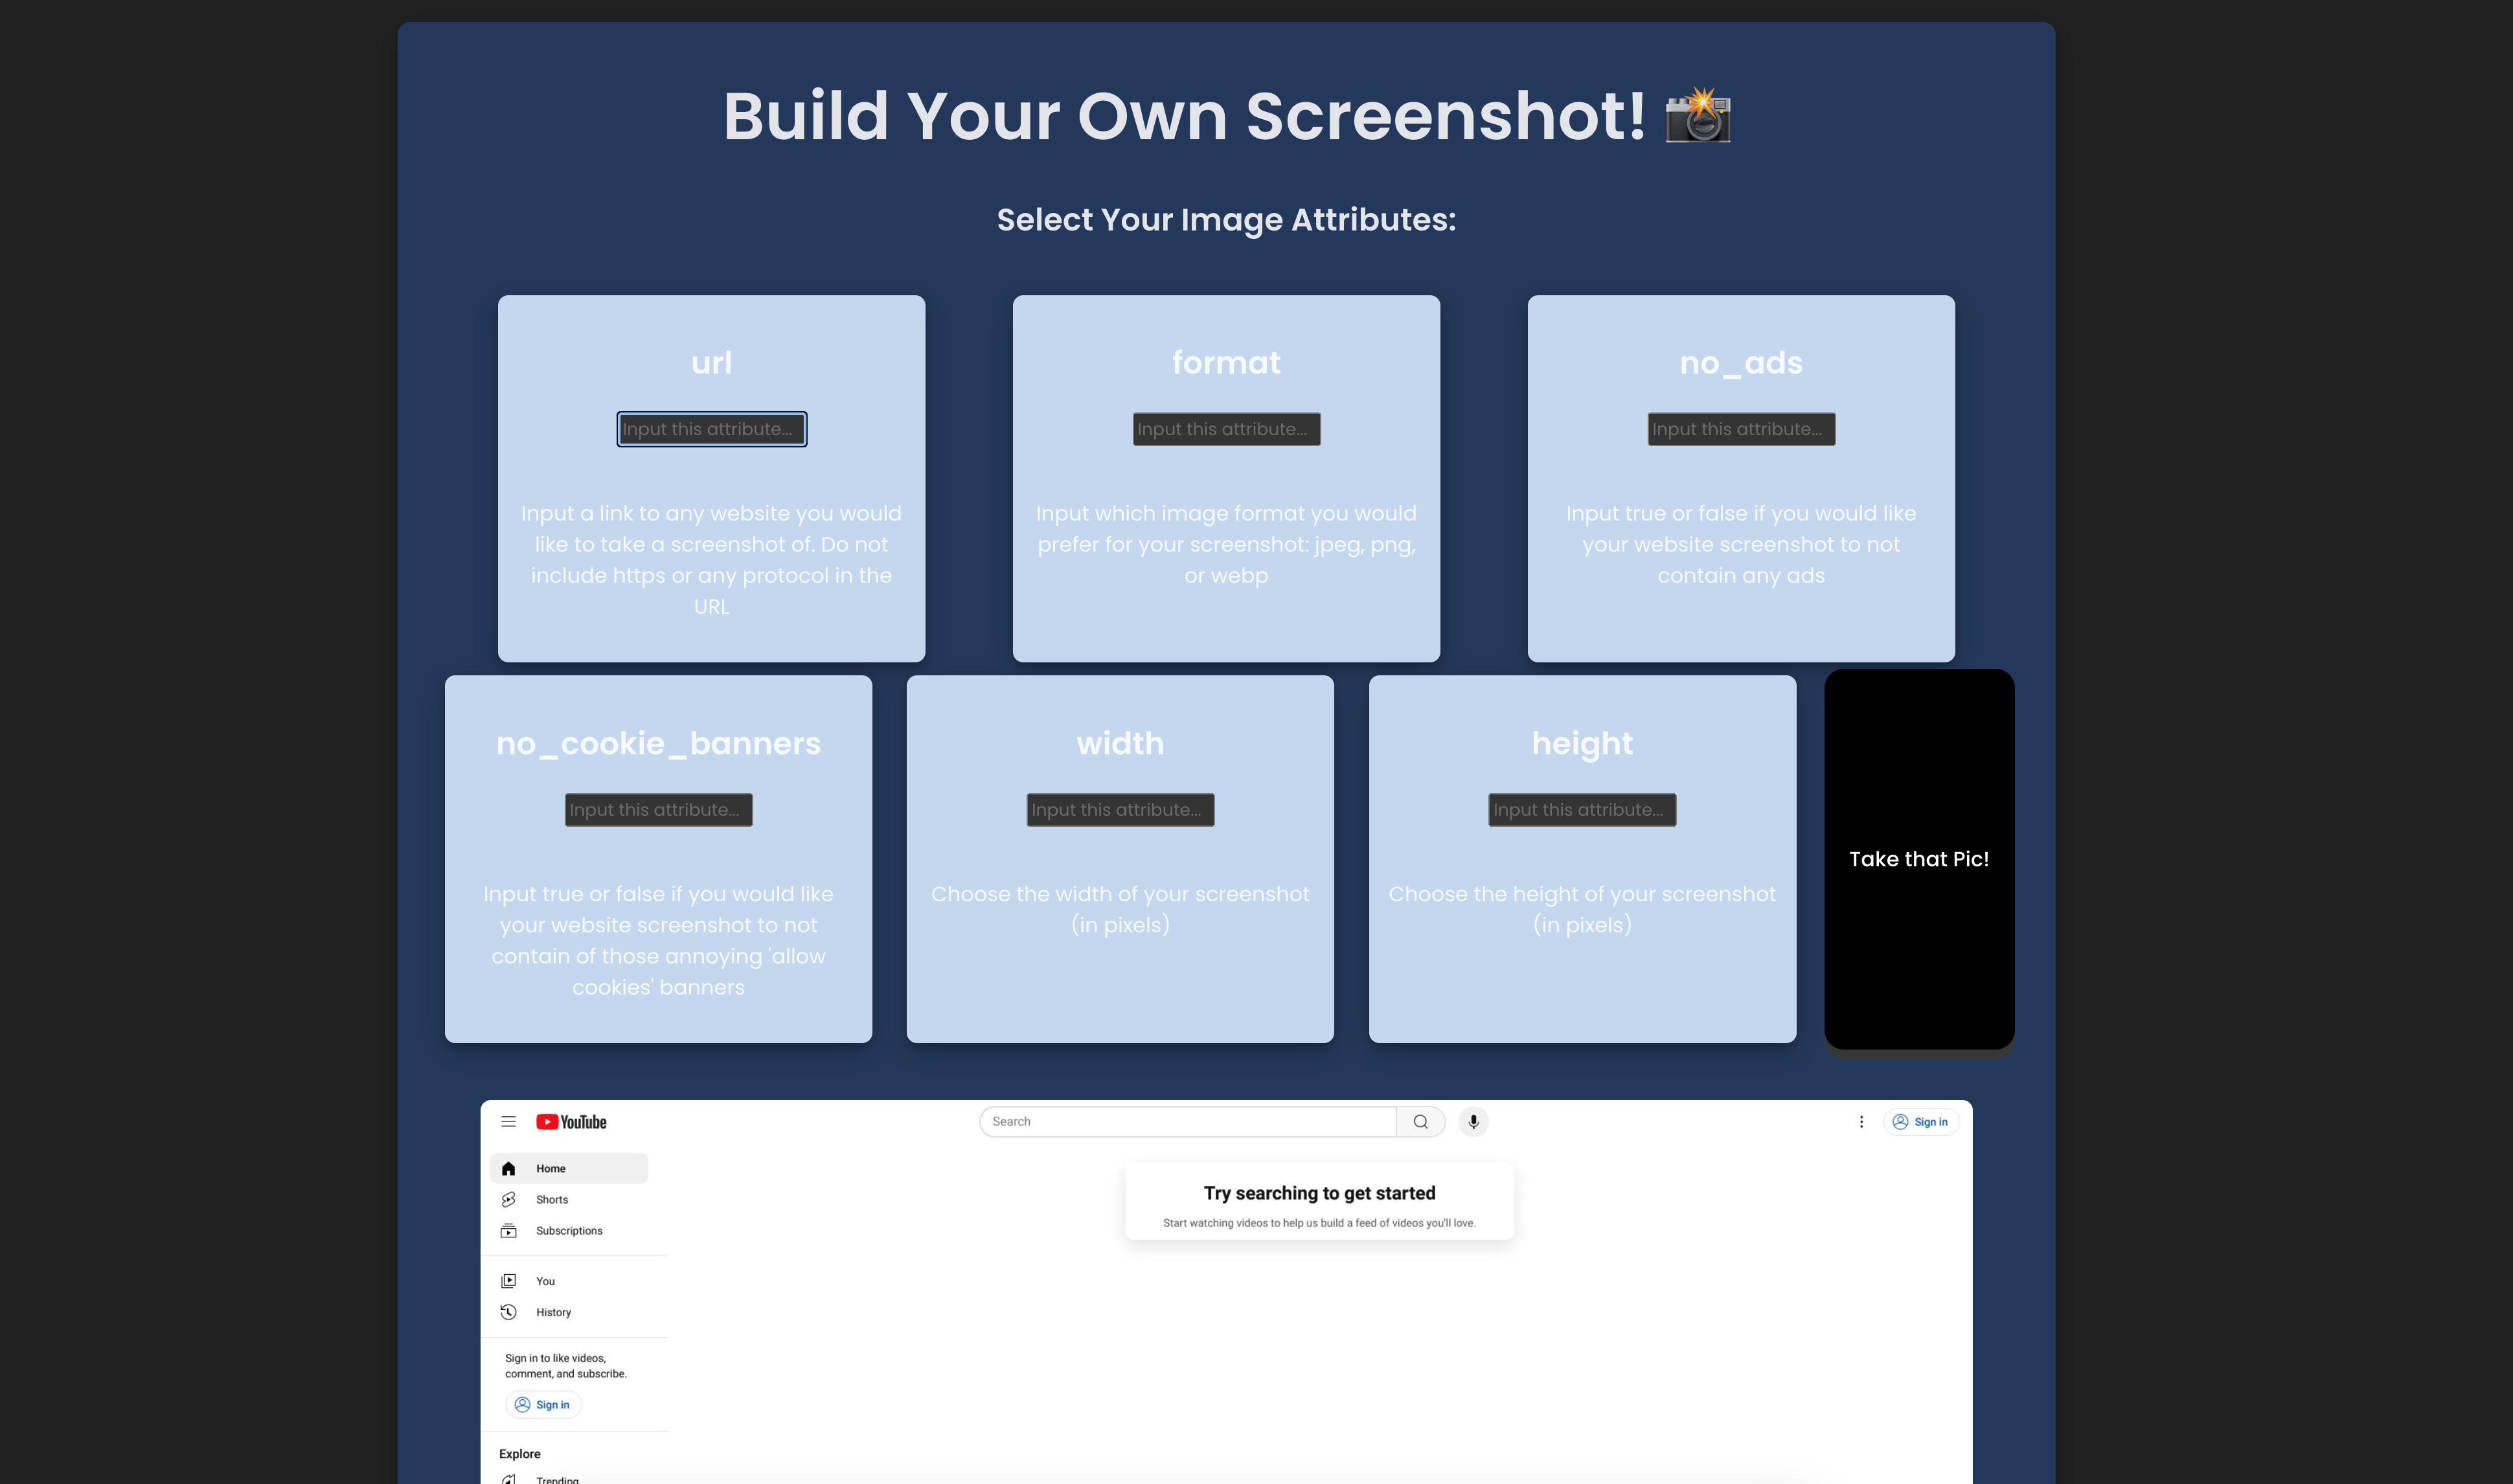 Build Your Own Screenshot! 📸
Select Your Image Attributes:
url
Input this attribute...
Input a link to any website you would
like to take a screenshot of. Do not
include https or any protocol in the
URL
format
Input this attribute...
Input which image format you would
prefer for your screenshot: jpeg, png,
or webp
no_ads
Input this attribute...
Input true or false if you would like
your website screenshot to not
contain any ads
no_cookie_banners
Input this attribute...
Input true or false if you would like
your website screenshot to not
contain of those annoying 'allow
cookies' banners
width
Input this attribute...
Choose the width of your screenshot
(in pixels)
height
Input this attribute...
Choose the height of your screenshot
(in pixels)
Take that Pic!
YouTube
Search
Sign in
Home
Shorts
Subscriptions
You
History
Sign in to like videos,
comment, and subscribe.
Sign in
Explore
Trending
Try searching to get started
Start watching videos to help us build a feed of videos you'll love.